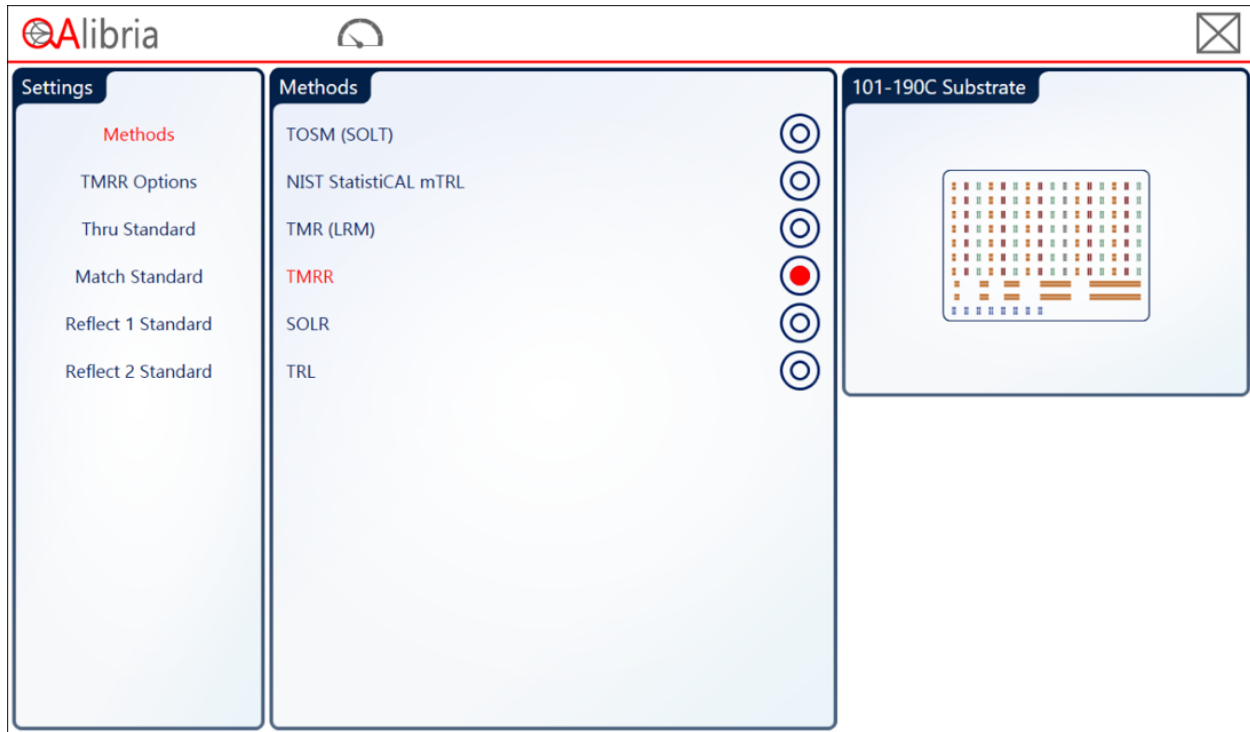 QAlibria
Settings
Methods
TMRR Options
Thru Standard
Match Standard
Reflect 1 Standard
Reflect 2 Standard
Methods
TOSM (SOLT)
NIST StatistiCAL mTRL
TMR (LRM)
TMRR
SOLR
TRL
101-190C Substrate